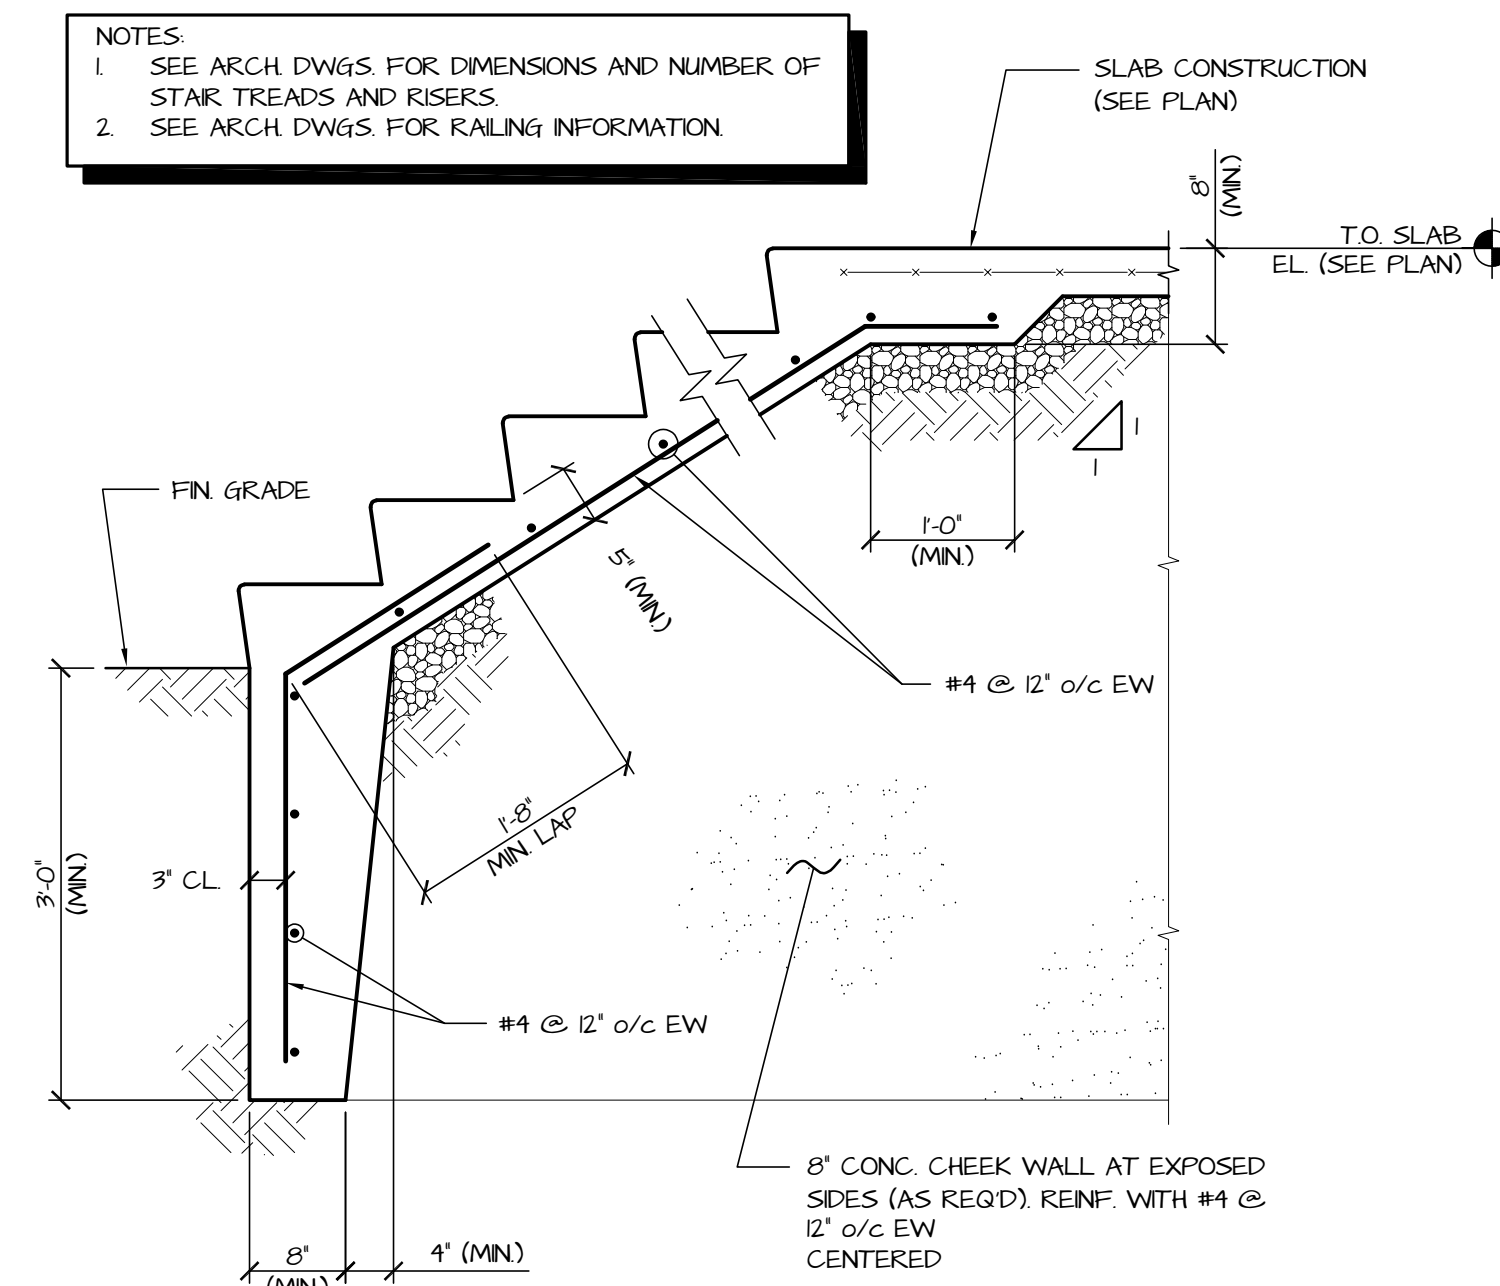 NOTES:
1. SEE ARCH. DWGS. FOR DIMENSIONS AND NUMBER OF
STAIR TREADS AND RISERS.
2. SEE ARCH. DWGS. FOR RAILING INFORMATION.
SLAB CONSTRUCTION
(SEE PLAN)
8"
(MIN.)
T.O. SLAB
EL. (SEE PLAN)
FIN. GRADE
1
1
1'-0"
(MIN.)
5" (MIN.)
#4 @ 12" o/c EW
1'-8"
MIN. LAP
3'-0"
(MIN.)
3" CL.
#4 @ 12" o/c EW
8" CONC. CHEEK WALL AT EXPOSED
SIDES (AS REQ'D). REINF. WITH #4 @
12" o/c EW
CENTERED
8"
(MIN.)
4" (MIN.)